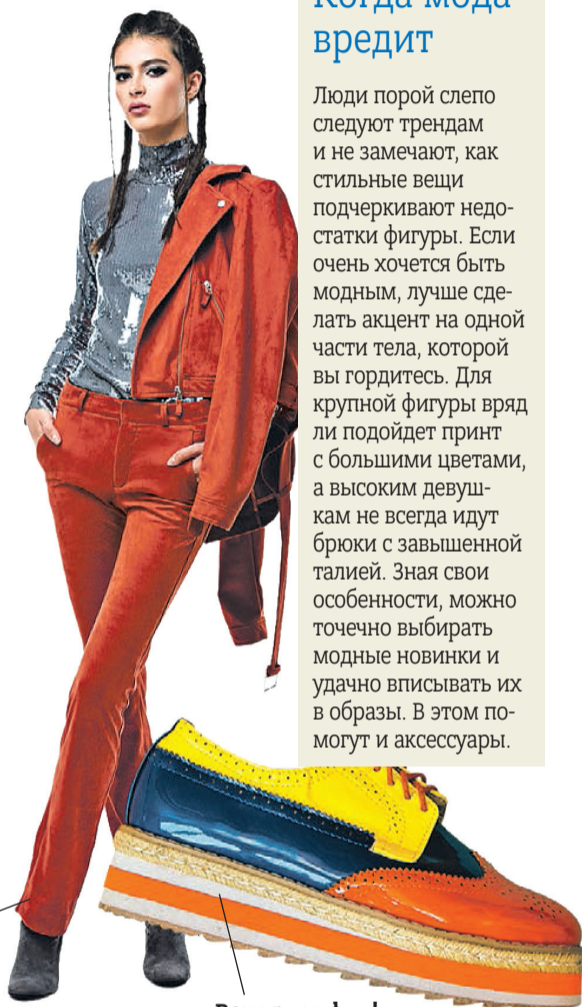 Когда мода
вредит
Люди порой слепо
следуют трендам
и не замечают, как
стильные вещи
подчеркивают недо-
статки фигуры. Если
очень хочется быть
модным, лучше сде-
лать акцент на одной
части тела, которой
вы гордитесь. Для
крупной фигуры вряд
ли подойдет принт
с большими цветами,
а высоким девуш-
кам не всегда идут
брюки с завышенной
талией. Зная свои
особенности, можно
точечно выбирать
модные новинки и
удачно вписывать их
в образы. В этом по-
могут и аксессуары.